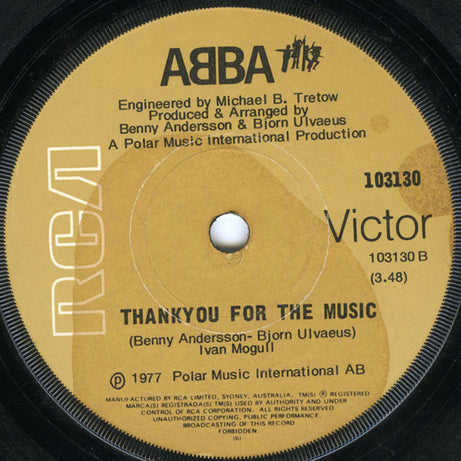 ABBA
Engineered by Michael B. Tretow
Produced & Arranged by
Benny Andersson & Bjorn Ulvaeus
A Polar Music International Production
RCA
103130
Victor
103130 B
(3.48)
THANKYOU FOR THE MUSIC
(Benny Andersson- Bjorn Ulvaeus)
Ivan Mogull
℗ 1977 Polar Music International AB
MANUFACTURED BY RCA LIMITED, SYDNEY, AUSTRALIA. TM(S) ® REGISTERED
MARCA(S) REGISTRADA(S) TM(S) USED BY AUTHORITY AND UNDER
CONTROL OF RCA CORPORATION. ALL RIGHTS RESERVED.
UNAUTHORIZED COPYING, PUBLIC PERFORMANCE,
BROADCASTING OF THIS RECORD
FORBIDDEN.
(b)